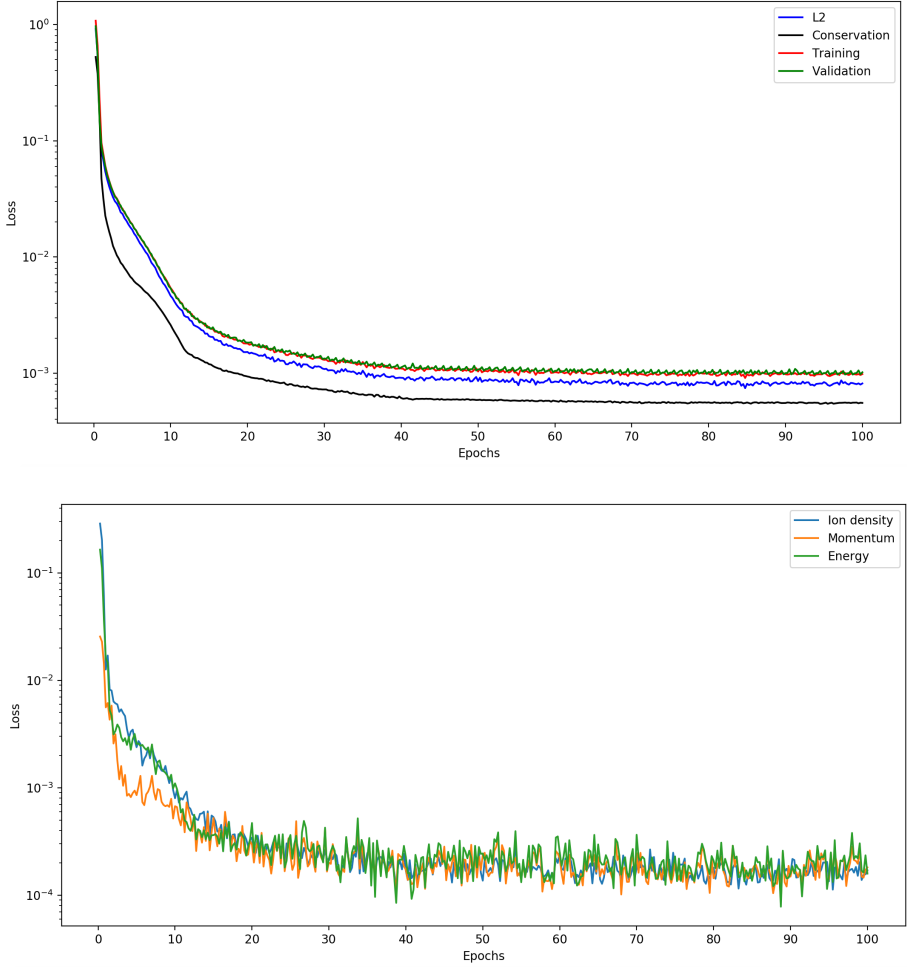 10⁰
10⁻¹
10⁻²
10⁻³
Loss
L2
Conservation
Training
Validation
0 10 20 30 40 50 60 70 80 90 100
Epochs
10⁻¹
10⁻²
10⁻³
10⁻⁴
Loss
Ion density
Momentum
Energy
0 10 20 30 40 50 60 70 80 90 100
Epochs